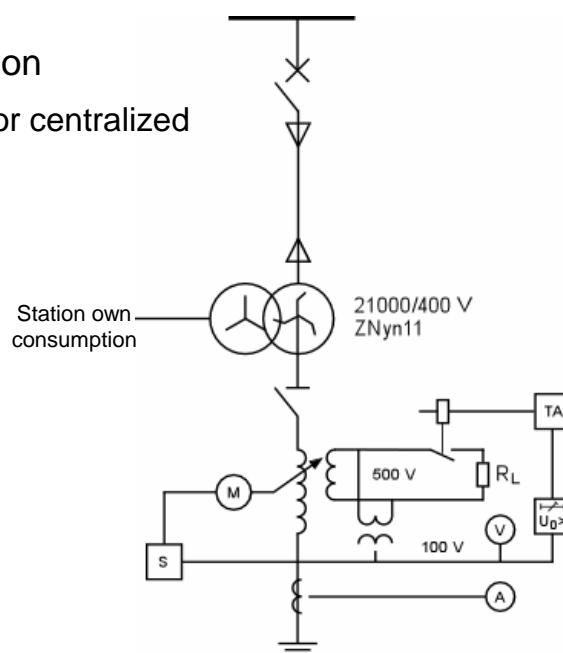 on
or centralized
Station own
consumption
21000/400 V
ZNyn11
TA
M
500 V
RL
U0>
V
100 V
S
A